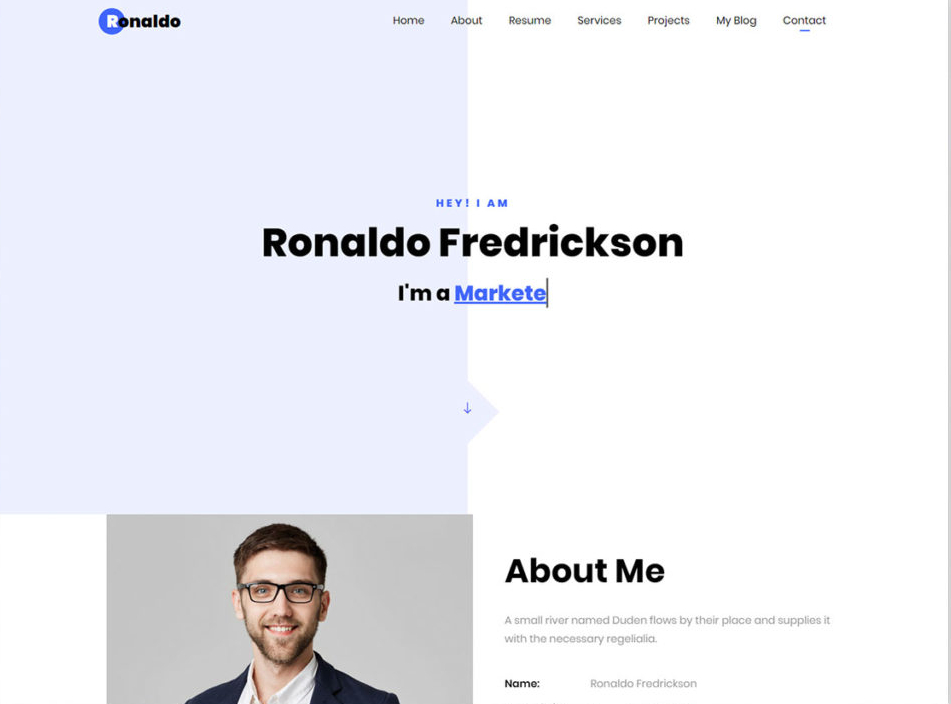 Ronaldo
Home About Resume Services Projects My Blog Contact
HEY! I AM
Ronaldo Fredrickson
I'm a Markete
About Me
A small river named Duden flows by their place and supplies it
with the necessary regelialia.
Name: Ronaldo Fredrickson